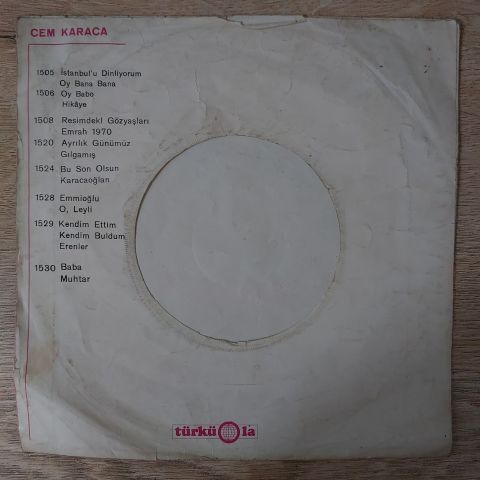 CEM KARACA
1505 İstanbul'u Dinliyorum
Oy Bana Bana
1506 Oy Babo
Hikâye
1508 Resimdeki Gözyaşları
Emrah 1970
1520 Ayrılık Günümüz
Gılgamış
1524 Bu Son Olsun
Karacaoğlan
1528 Emmioğlu
O, Leyli
1529 Kendim Ettim
Kendim Buldum
Erenler
1530 Baba
Muhtar
türkü la